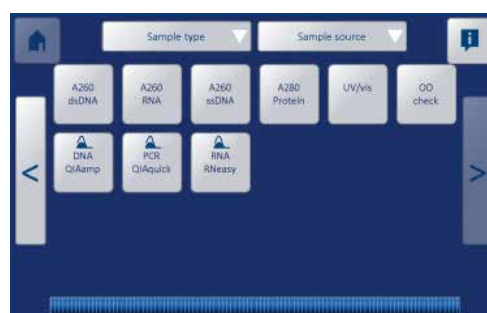 Sample type
Sample source
i
A260 A260 A260 A280 UV/vis OO
dsDNA RNA ssDNA Protein check
DNA PCR RNA
QIAamp QIAquick RNeasy
<
>